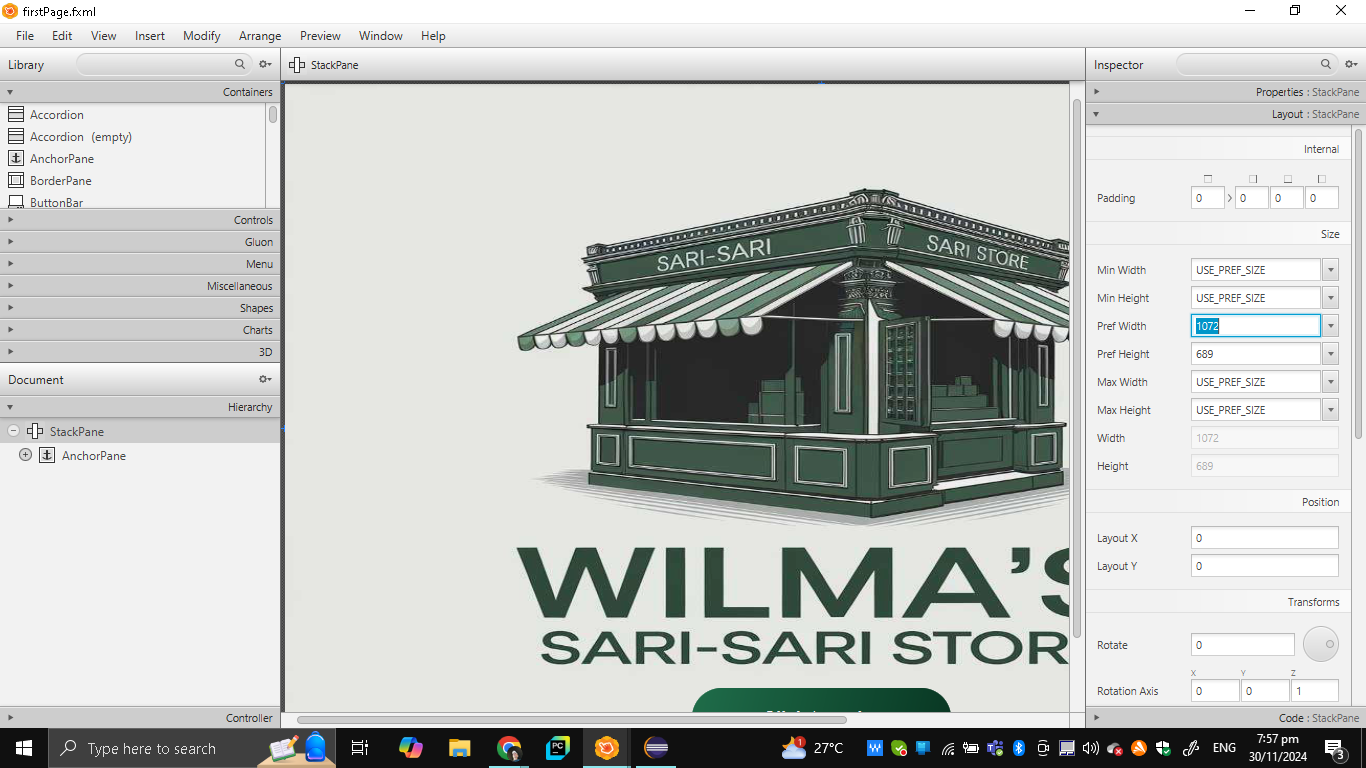 firstPage.fxml
File Edit View Insert Modify Arrange Preview Window Help
Library
Containers
Accordion
Accordion (empty)
AnchorPane
BorderPane
ButtonBar
Controls
Gluon
Menu
Miscellaneous
Shapes
Charts
3D
Document
Hierarchy
StackPane
AnchorPane
Controller
StackPane
SARI-SARI
SARI STORE
WILMA'S
SARI-SARI STOR
Inspector
Properties : StackPane
Layout : StackPane
Internal
Padding 0 0 0 0
Size
Min Width USE_PREF_SIZE
Min Height USE_PREF_SIZE
Pref Width 1072
Pref Height 689
Max Width USE_PREF_SIZE
Max Height USE_PREF_SIZE
Width 1072
Height 689
Position
Layout X 0
Layout Y 0
Transforms
Rotate 0
X Y Z
Rotation Axis 0 0 1
Code : StackPane
Type here to search
PC
1
27°C
W
ENG
7:57 pm
30/11/2024
3